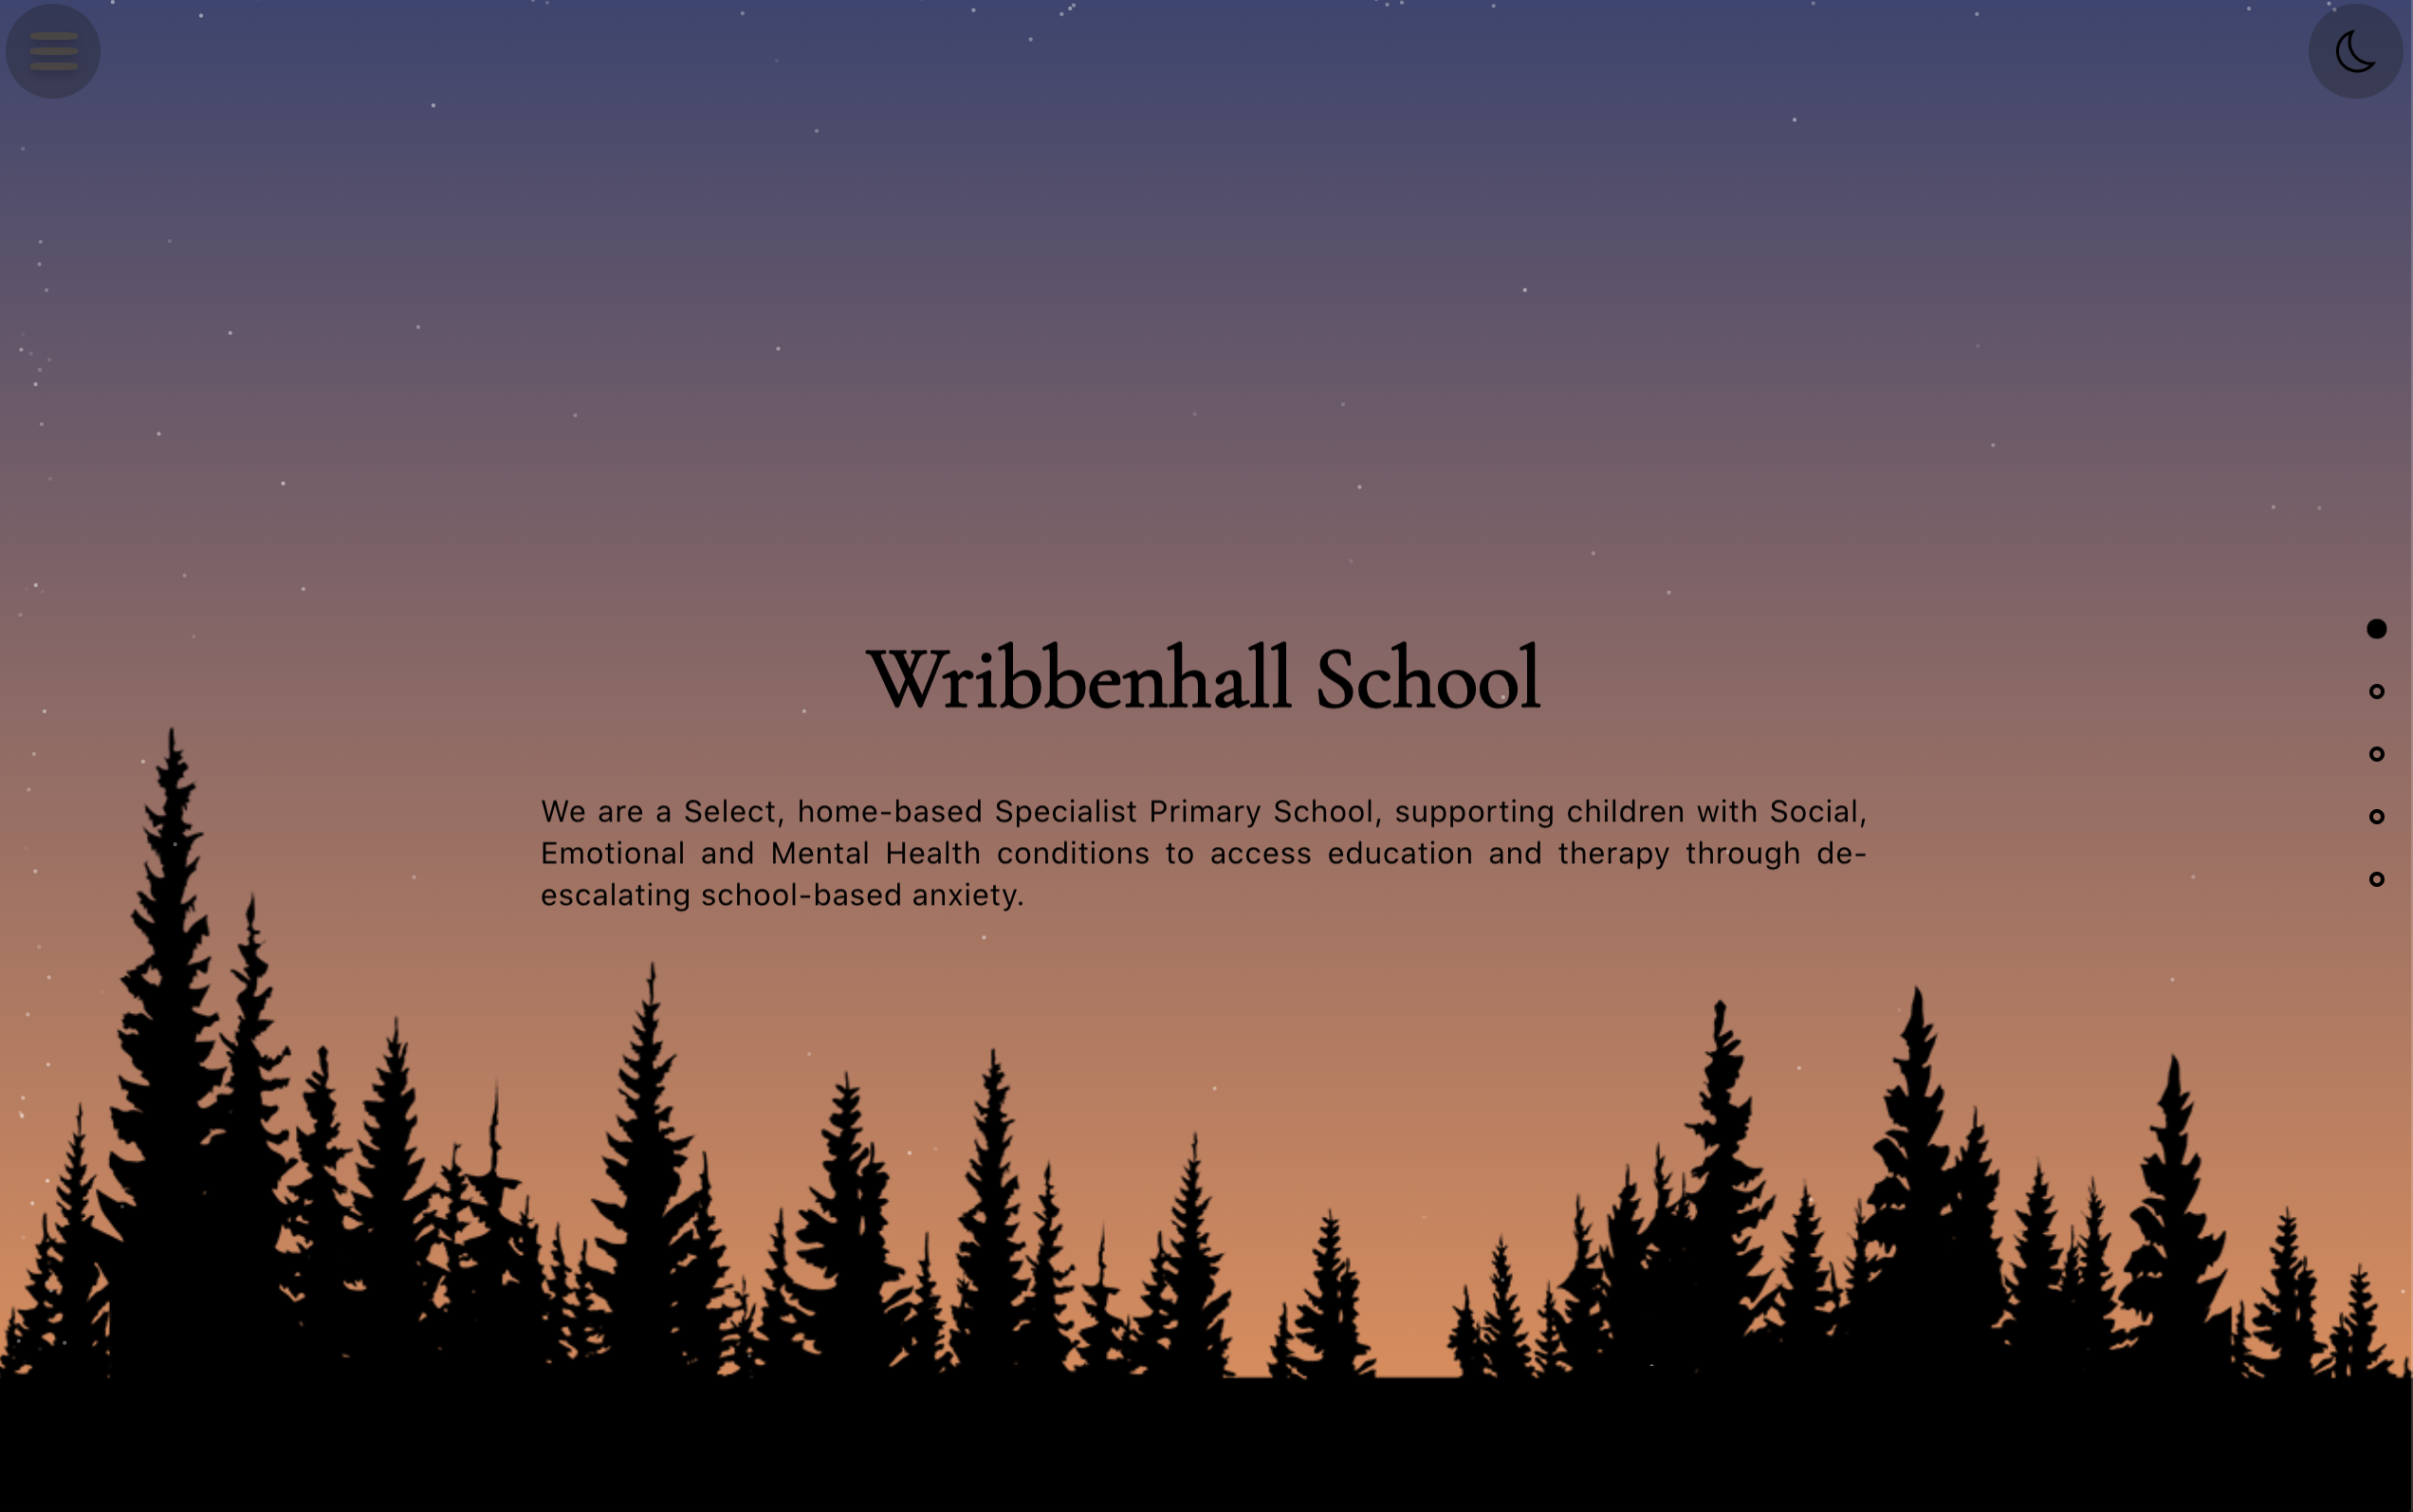 Wribbenhall School
We are a Select, home-based Specialist Primary School, supporting children with Social,
Emotional and Mental Health conditions to access education and therapy through de-
escalating school-based anxiety.